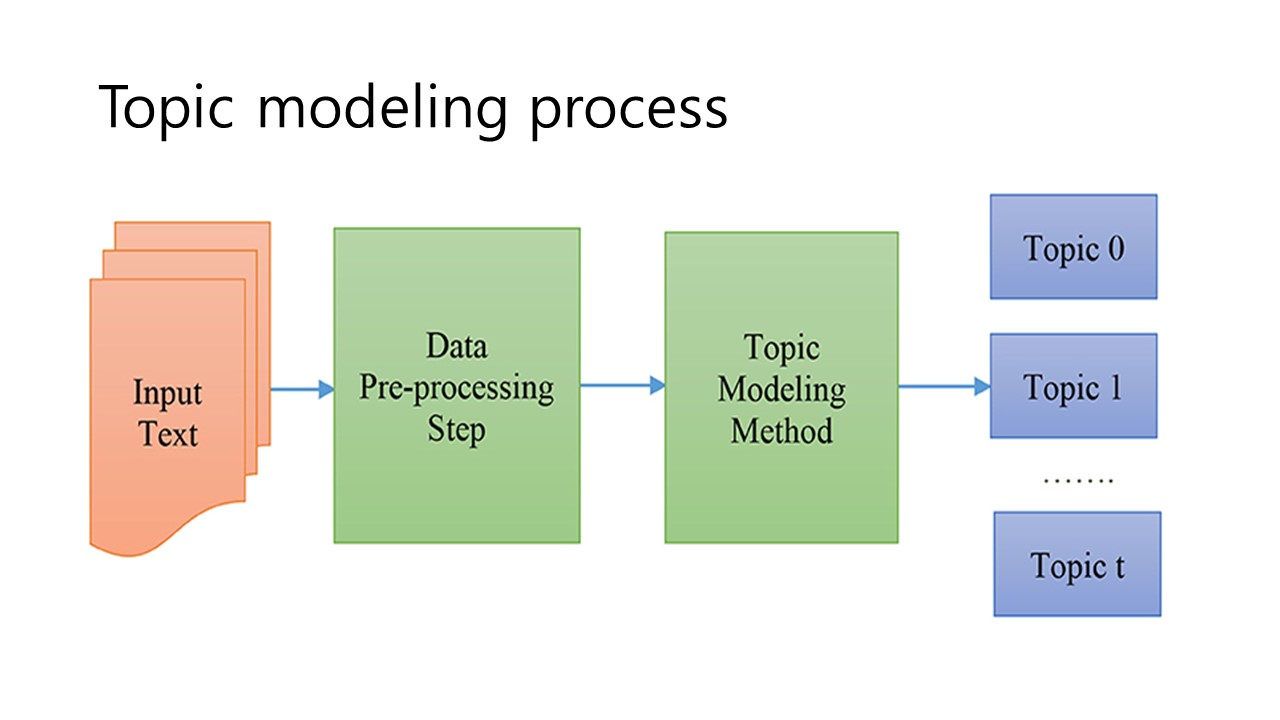 Topic modeling process
Input
Text
Data
Pre-processing
Step
Topic
Modeling
Method
Topic 0
Topic 1
.......
Topic t